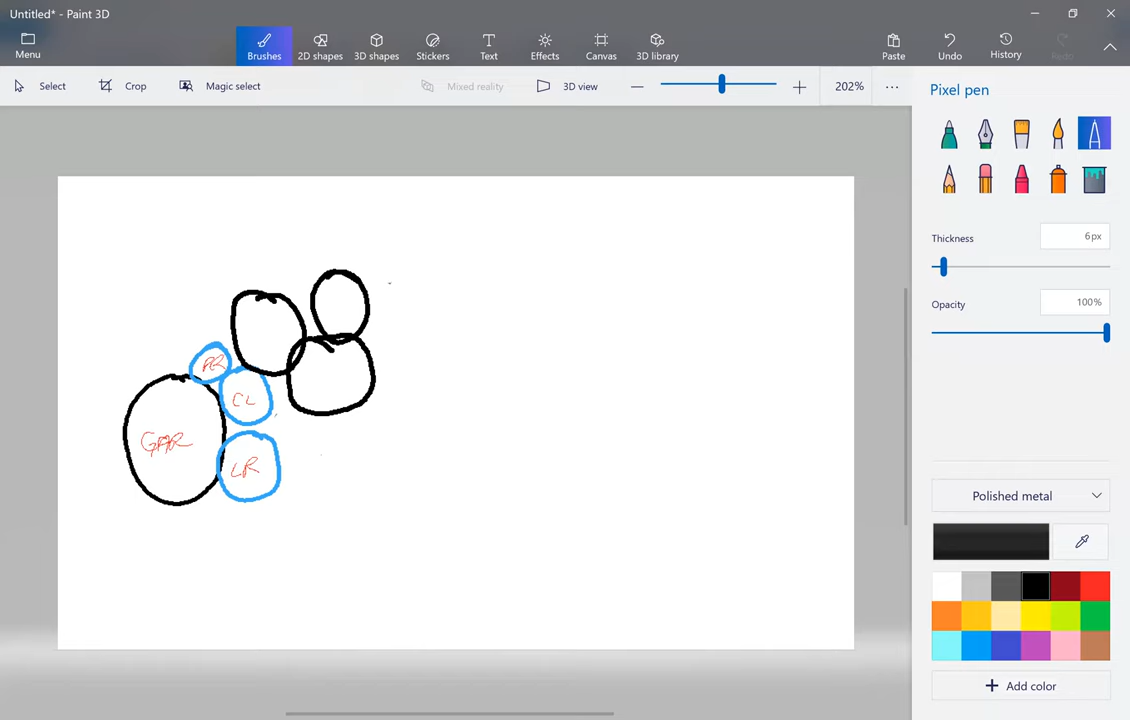 Untitled* - Paint 3D
Menu
Brushes
2D shapes
3D shapes
Stickers
Text
Effects
Canvas
3D library
Paste
Undo
History
Redo
Select
Crop
Magic select
Mixed reality
3D view
202%
Pixel pen
Thickness
6px
Opacity
100%
CL
GAR
LR
Polished metal
Add color